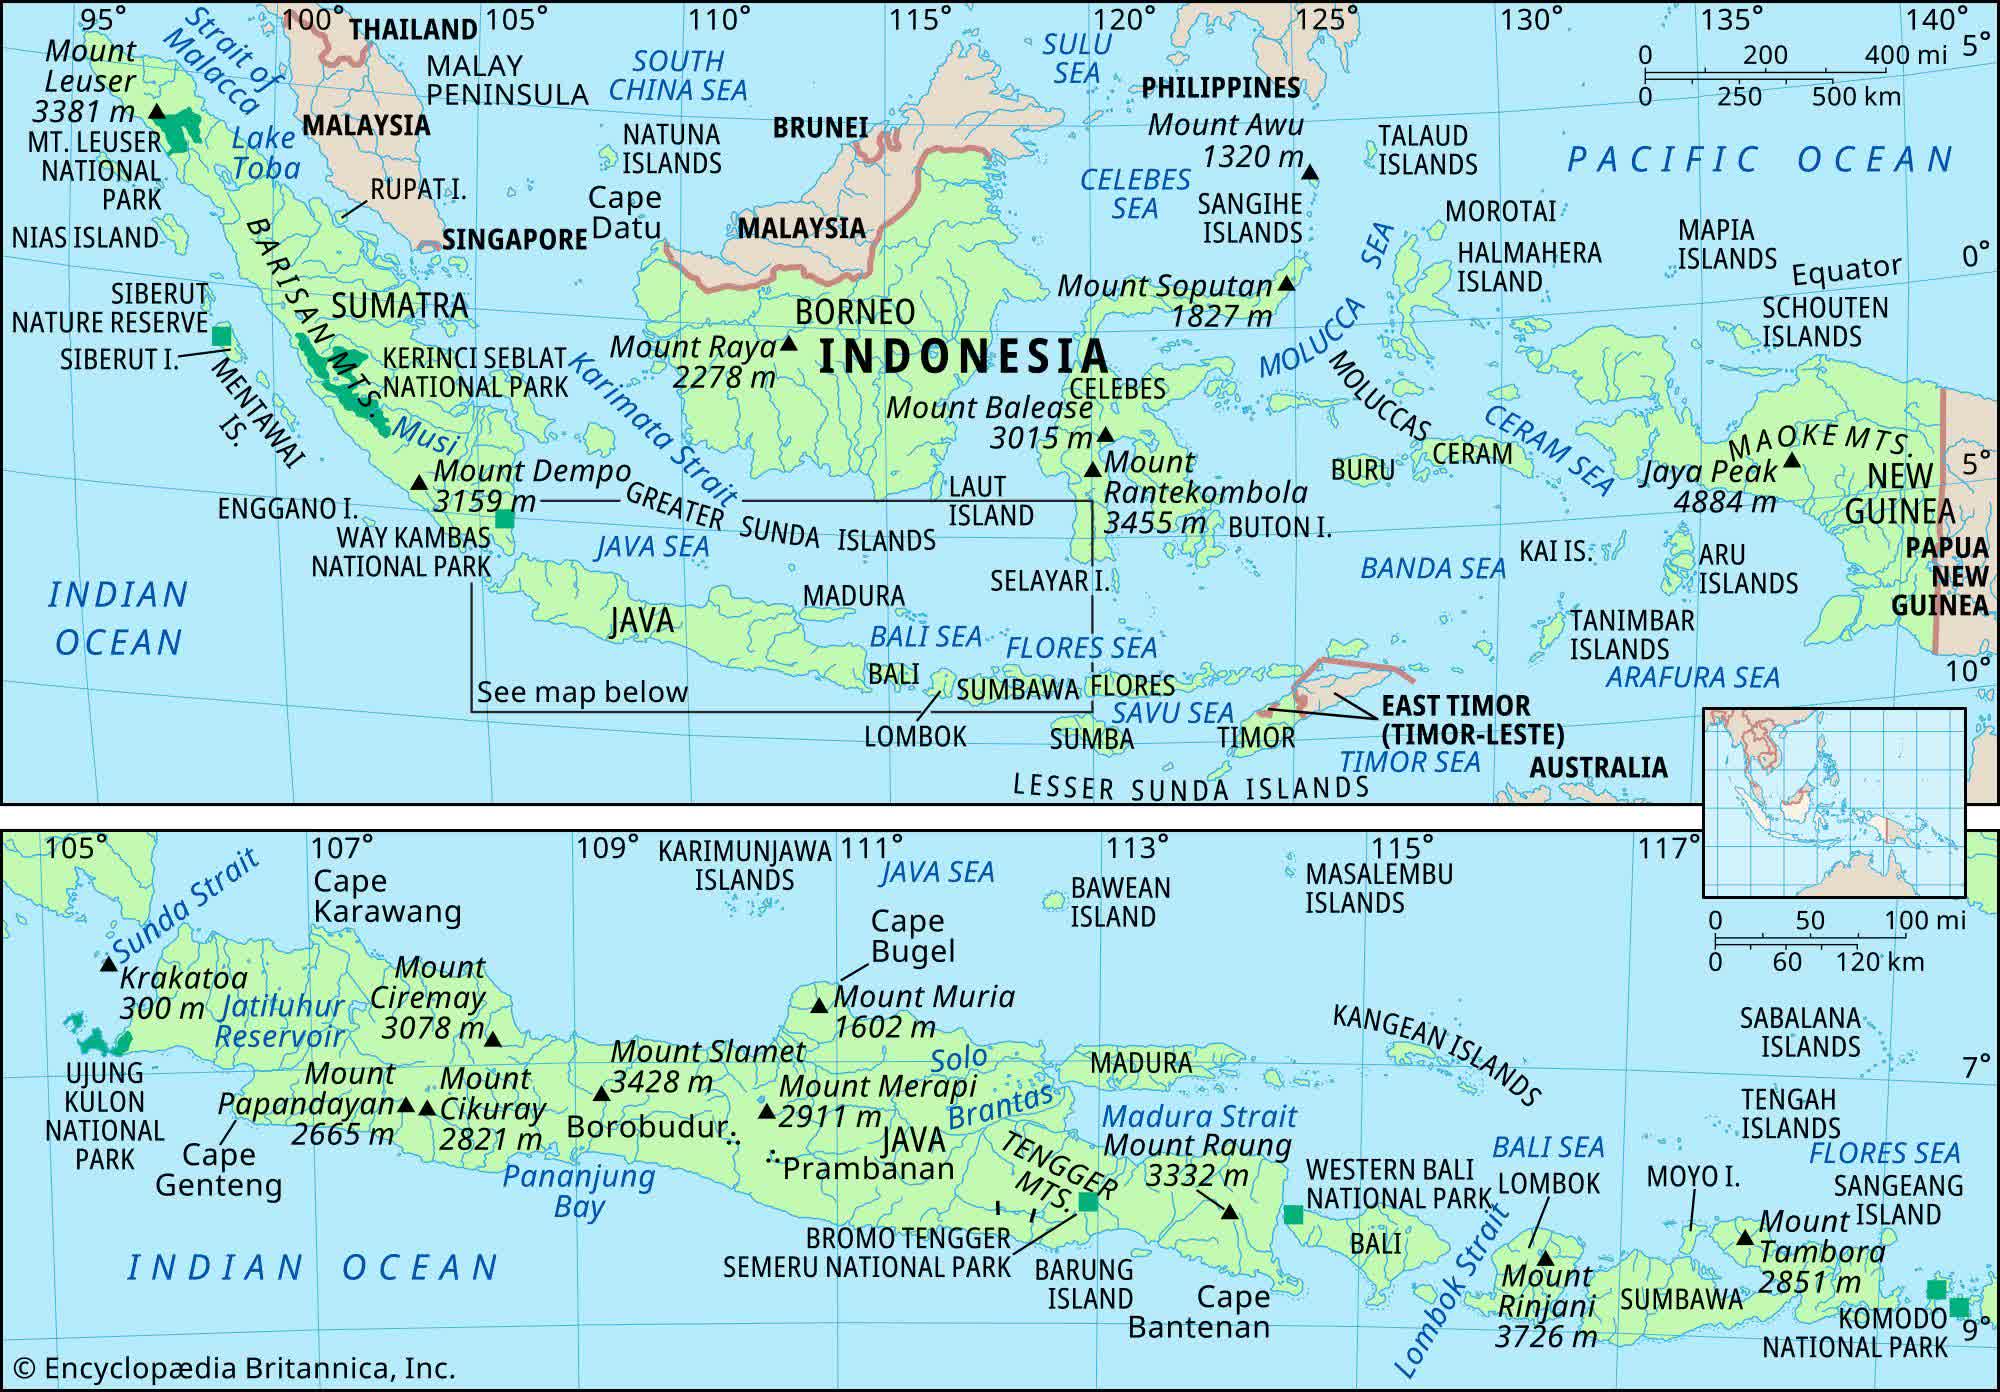 95°
100°
105°
110°
115°
120°
125°
130°
135°
140°
5°
0°
5°
10°
0 200 400 mi
0 250 500 km
THAILAND
MALAY
PENINSULA
SOUTH
CHINA SEA
SULU
SEA
PHILIPPINES
Mount
Leuser
3381 m
Strait of
Malacca
MT. LEUSER
NATIONAL
PARK
Lake
Toba
MALAYSIA
RUPAT I.
NIAS ISLAND
SINGAPORE
NATUNA
ISLANDS
Cape
Datu
BRUNEI
MALAYSIA
Mount Awu
1320 m
CELEBES
SEA
SANGIHE
ISLANDS
TALAUD
ISLANDS
PACIFIC OCEAN
MOROTAI
HALMAHERA
ISLAND
MAPIA
ISLANDS
Equator
SCHOUTEN
ISLANDS
SIBERUT
NATURE RESERVE
SIBERUT I.
BARISAN MTS.
SUMATRA
KERINCI SEBLAT
NATIONAL PARK
MENTAWAI
IS.
Musi
Karimata Strait
BORNEO
Mount Raya
2278 m
INDONESIA
Mount Soputan
1827 m
MOLUCCA SEA
CELEBES
Mount Balease
3015 m
MOLUCCAS
CERAM SEA
BURU
CERAM
MAOKE MTS.
Jaya Peak
4884 m
NEW
GUINEA
PAPUA
NEW
GUINEA
Mount Dempo
3159 m
ENGGANO I.
WAY KAMBAS
NATIONAL PARK
GREATER SUNDA ISLANDS
JAVA SEA
LAUT
ISLAND
Mount
Rantekombola
3455 m
BUTON I.
KAI IS.
ARU
ISLANDS
BANDA SEA
INDIAN
OCEAN
SELAYAR I.
MADURA
JAVA
BALI SEA
FLORES SEA
TANIMBAR
ISLANDS
ARAFURA SEA
BALI
SUMBAWA
FLORES
See map below
LOMBOK
SAVU SEA
SUMBA
TIMOR
EAST TIMOR
(TIMOR-LESTE)
TIMOR SEA
AUSTRALIA
LESSER SUNDA ISLANDS
105°
107°
109°
111°
113°
115°
117°
7°
9°
0 50 100 mi
0 60 120 km
Sunda Strait
Cape
Karawang
KARIMUNJAWA
ISLANDS
JAVA SEA
BAWEAN
ISLAND
MASALEMBU
ISLANDS
Cape
Bugel
Krakatoa
300 m
Jatiluhur
Reservoir
Mount
Ciremay
3078 m
Mount Muria
1602 m
KANGEAN ISLANDS
SABALANA
ISLANDS
UJUNG
KULON
NATIONAL
PARK
Mount
Papandayan
2665 m
Mount
Cikuray
2821 m
Mount Slamet
3428 m
Mount Merapi
2911 m
Solo
MADURA
Brantas
Madura Strait
TENGAH
ISLANDS
Cape
Genteng
Borobudur
JAVA
Prambanan
Pananjung
Bay
TENGGER
MTS.
Mount Raung
3332 m
WESTERN BALI
NATIONAL PARK
BALI SEA
LOMBOK
MOYO I.
FLORES SEA
SANGEANG
ISLAND
INDIAN OCEAN
BROMO TENGGER
SEMERU NATIONAL PARK
BARUNG
ISLAND
Cape
Bantenan
BALI
Lombok Strait
Mount
Rinjani
3726 m
SUMBAWA
Mount
Tambora
2851 m
KOMODO
NATIONAL PARK
© Encyclopædia Britannica, Inc.